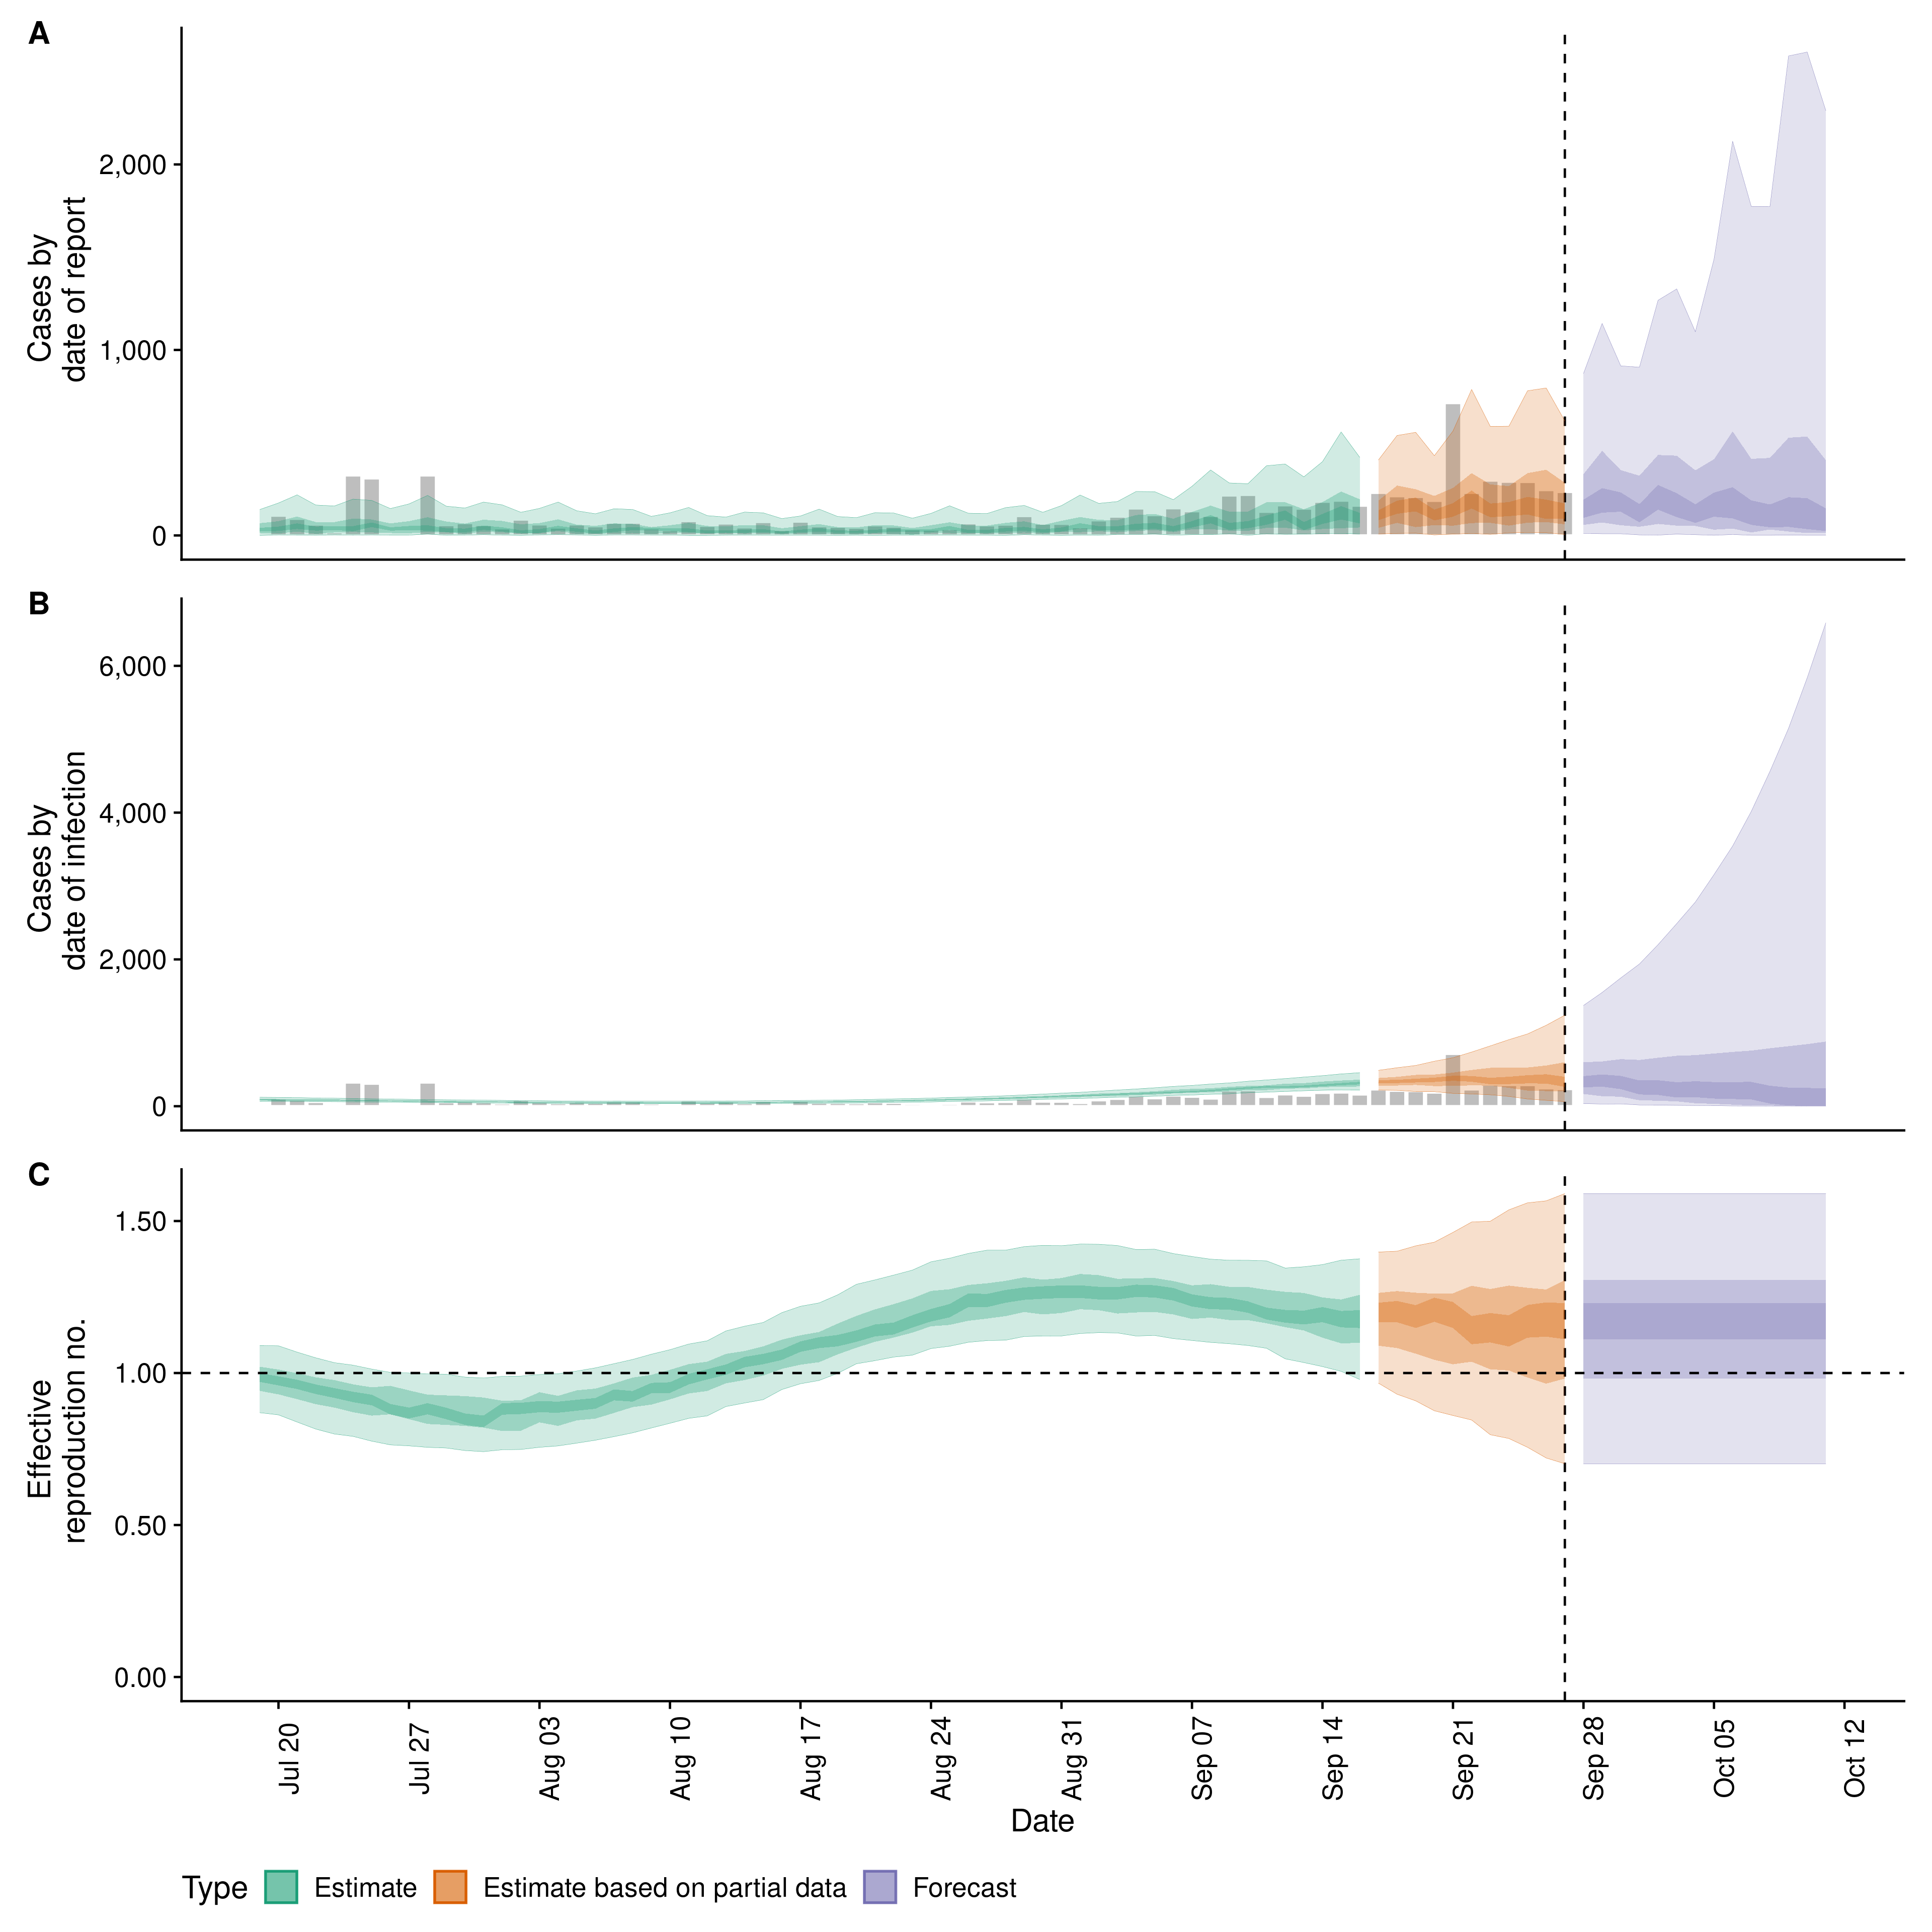 A
Cases by
date of report
2,000
1,000
0
B
Cases by
date of infection
6,000
4,000
2,000
0
C
Effective
reproduction no.
1.50
1.00
0.50
0.00
Jul 20
Jul 27
Aug 03
Aug 10
Aug 17
Aug 24
Aug 31
Sep 07
Sep 14
Sep 21
Sep 28
Oct 05
Oct 12
Date
Type Estimate Estimate based on partial data Forecast